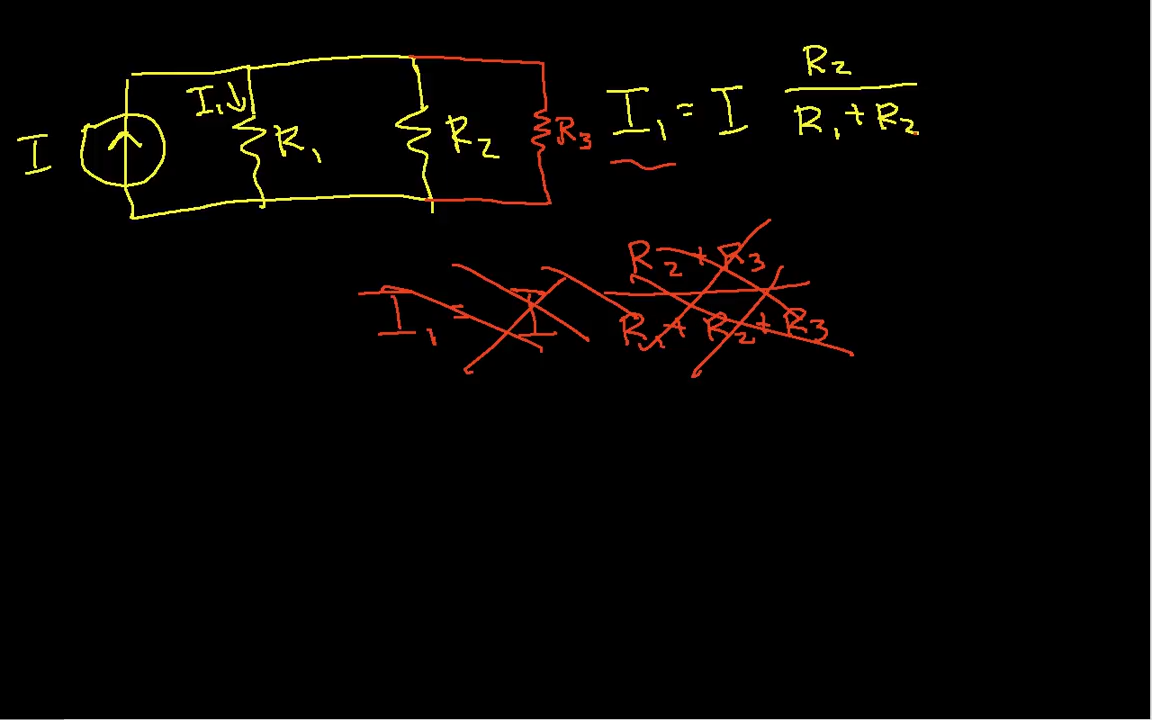 I I₁ R₁ R₂ R₃
I₁ = I R₂ / R₁ + R₂
I₁ = I R₂ + R₃ / R₁ + R₂ + R₃